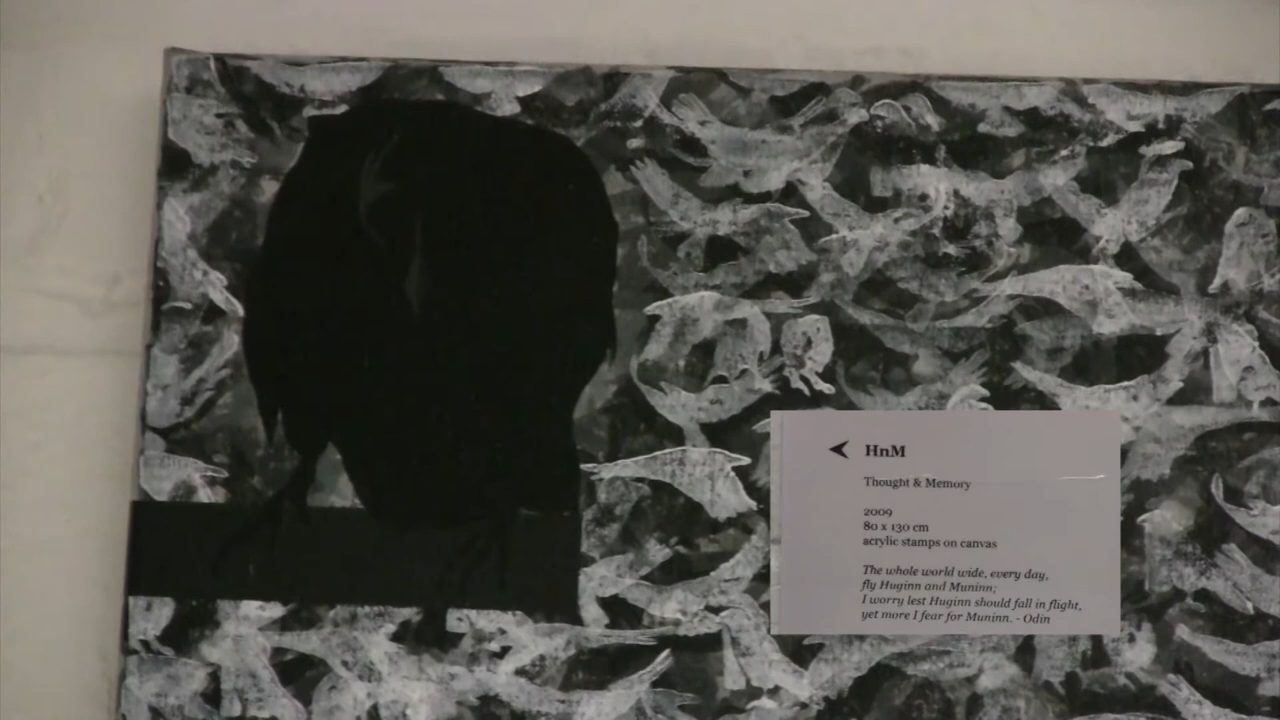 HnM
Thought & Memory
2009
80 x 130 cm
acrylic stamps on canvas
The whole world wide, every day,
fly Huginn and Muninn;
I worry lest Huginn should fall in flight,
yet more I fear for Muninn. - Odin